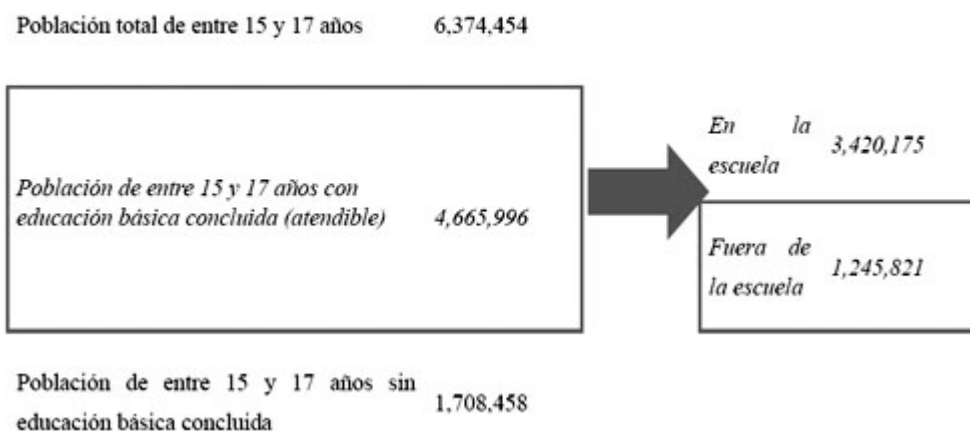 Población total de entre 15 y 17 años 6,374,454
En la
escuela 3,420,175
Población de entre 15 y 17 años con
educación básica concluida (atendible) 4,665,996
Fuera de
la escuela 1,245,821
Población de entre 15 y 17 años sin
educación básica concluida 1,708,458